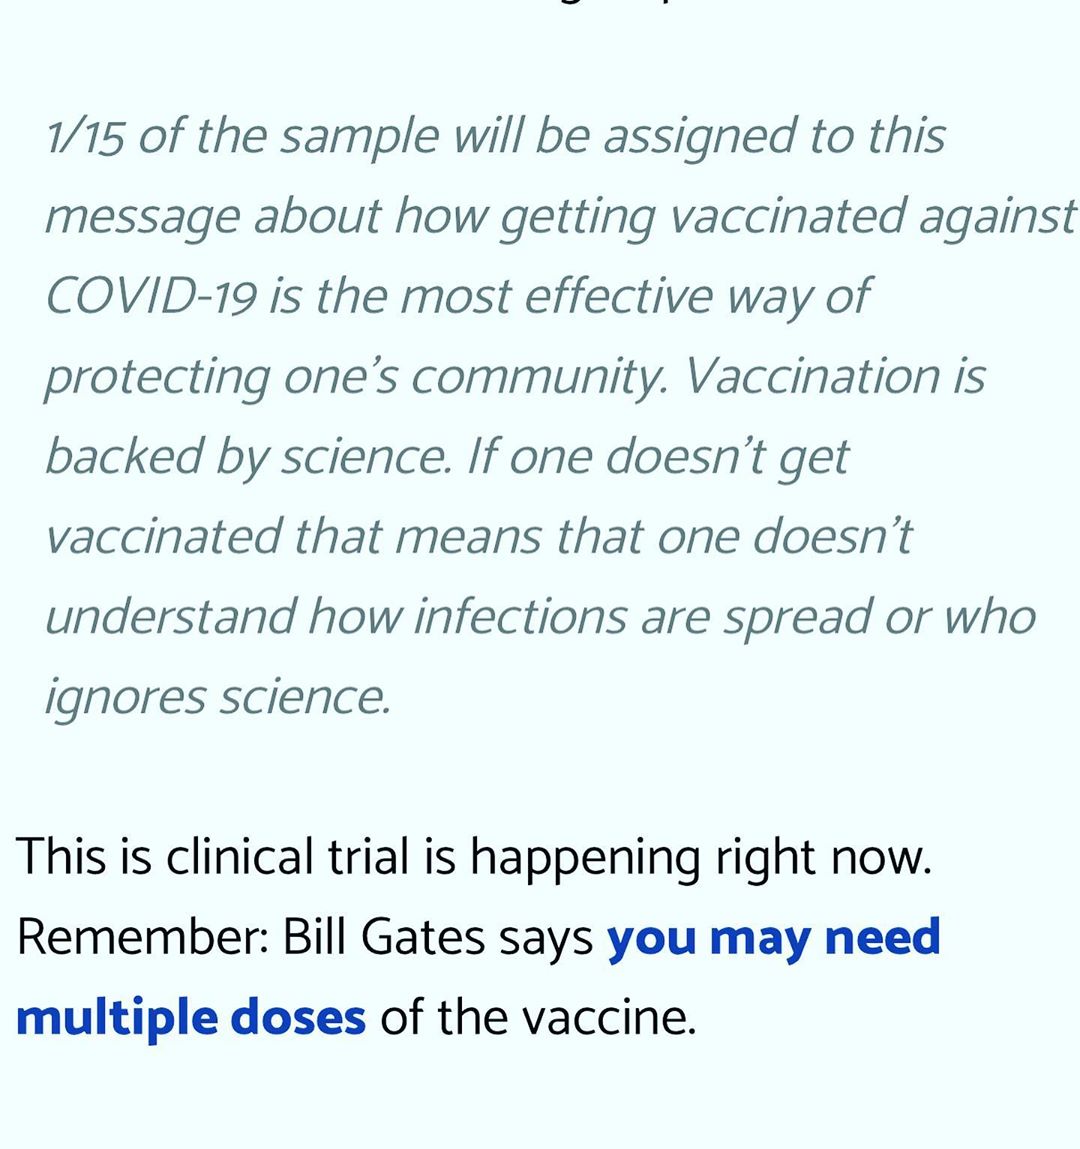 1/15 of the sample will be assigned to this
message about how getting vaccinated against
COVID-19 is the most effective way of
protecting one's community. Vaccination is
backed by science. If one doesn't get
vaccinated that means that one doesn't
understand how infections are spread or who
ignores science.
This is clinical trial is happening right now.
Remember: Bill Gates says you may need
multiple doses of the vaccine.